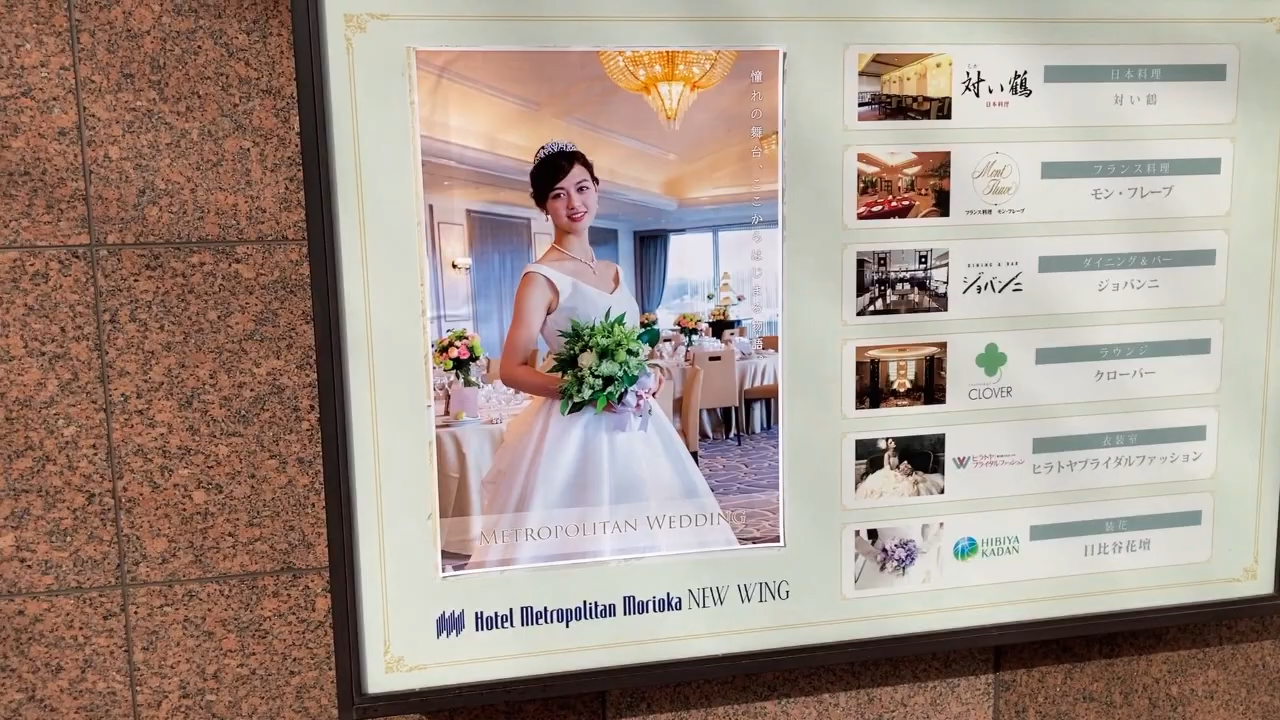 憧れの舞台、ここからはじまる物語。
METROPOLITAN WEDDING
Hotel Metropolitan Morioka NEW WING
対い鶴
日本料理
日本料理
対い鶴
Mont Fleuve
フランス料理 モン・フレーブ
フランス料理
モン・フレーブ
DINING & BAR
ジョバンニ
ダイニング&バー
ジョバンニ
CLOVER
ラウンジ
クローバー
ヒラトヤ
ブライダルファッション
衣装室
ヒラトヤブライダルファッション
HIBIYA
KADAN
装花
日比谷花壇